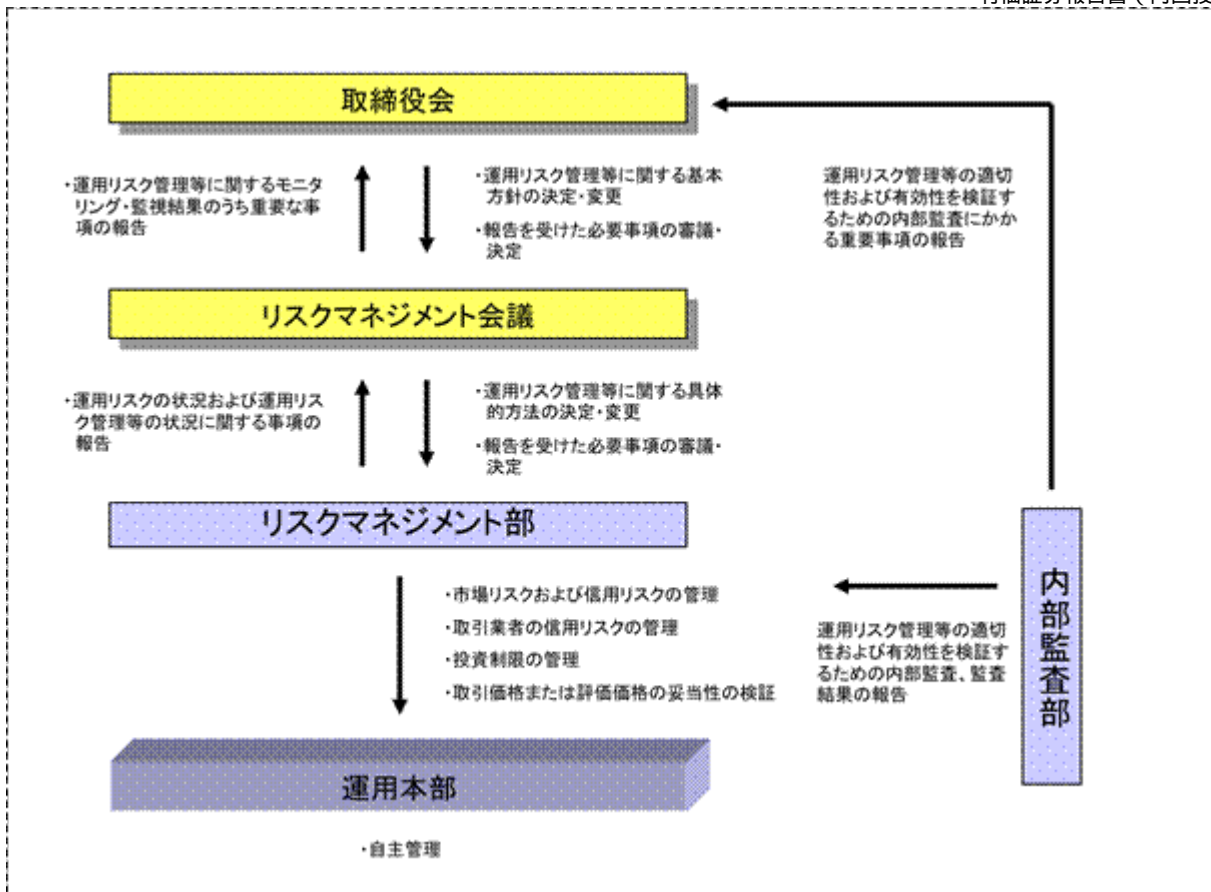 取締役会
・運用リスク管理等に関するモニタ
リング・監視結果のうち重要な事
項の報告
・運用リスク管理等に関する基本
方針の決定・変更
・報告を受けた必要事項の審議・
決定
運用リスク管理等の適切
性および有効性を検証す
るための内部監査にかか
る重要事項の報告
リスクマネジメント会議
・運用リスクの状況および運用リス
ク管理等の状況に関する事項の
報告
・運用リスク管理等に関する具体
的方法の決定・変更
・報告を受けた必要事項の審議・
決定
リスクマネジメント部
・市場リスクおよび信用リスクの管理
・取引業者の信用リスクの管理
・投資制限の管理
・取引価格または評価価格の妥当性の検証
運用リスク管理等の適切
性および有効性を検証す
るための内部監査、監査
結果の報告
内部監査部
運用本部
・自主管理